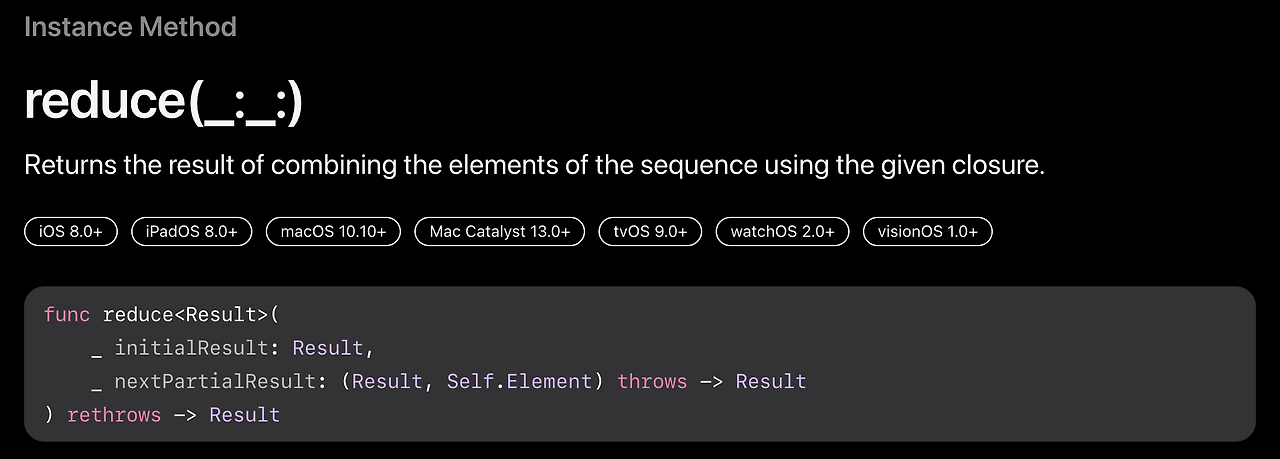 Instance Method
reduce(_:_:)
Returns the result of combining the elements of the sequence using the given closure.
iOS 8.0+ iPadOS 8.0+ macOS 10.10+ Mac Catalyst 13.0+ tvOS 9.0+ watchOS 2.0+ visionOS 1.0+
func reduce<Result>(
    _ initialResult: Result,
    _ nextPartialResult: (Result, Self.Element) throws -> Result
) rethrows -> Result